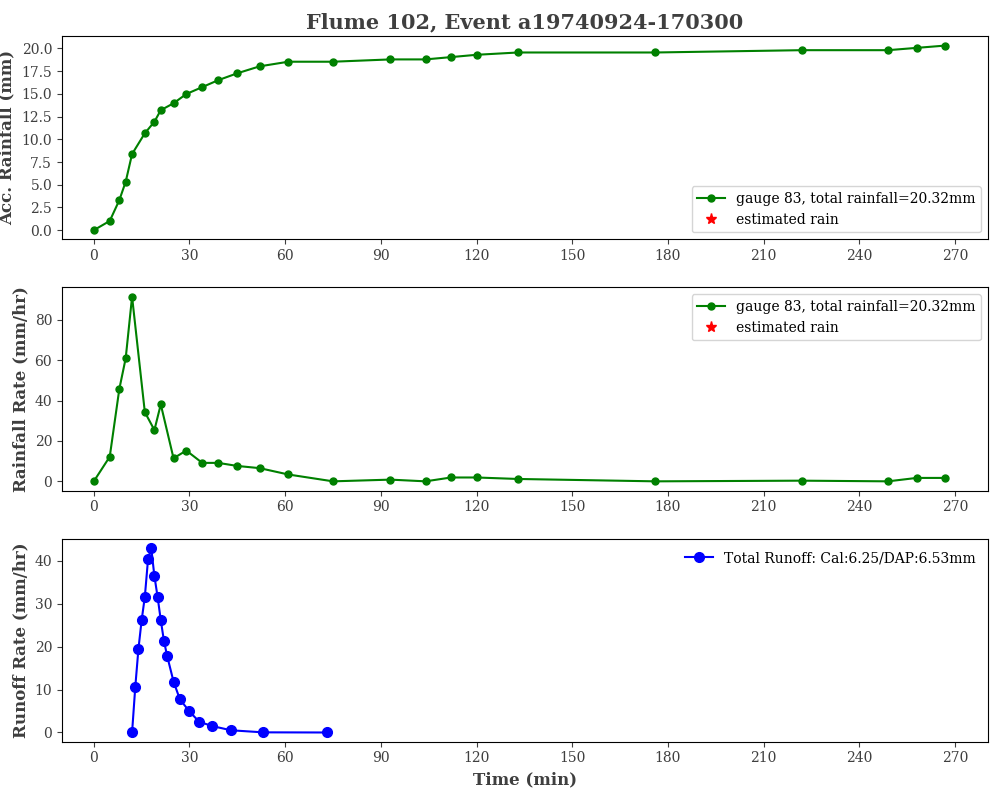 Flume 102, Event a19740924-170300
Acc. Rainfall (mm)
20.0
17.5
15.0
12.5
10.0
7.5
5.0
2.5
0.0
gauge 83, total rainfall=20.32mm
estimated rain
0 30 60 90 120 150 180 210 240 270
Rainfall Rate (mm/hr)
80
60
40
20
0
gauge 83, total rainfall=20.32mm
estimated rain
0 30 60 90 120 150 180 210 240 270
Runoff Rate (mm/hr)
40
30
20
10
0
Total Runoff: Cal:6.25/DAP:6.53mm
0 30 60 90 120 150 180 210 240 270
Time (min)